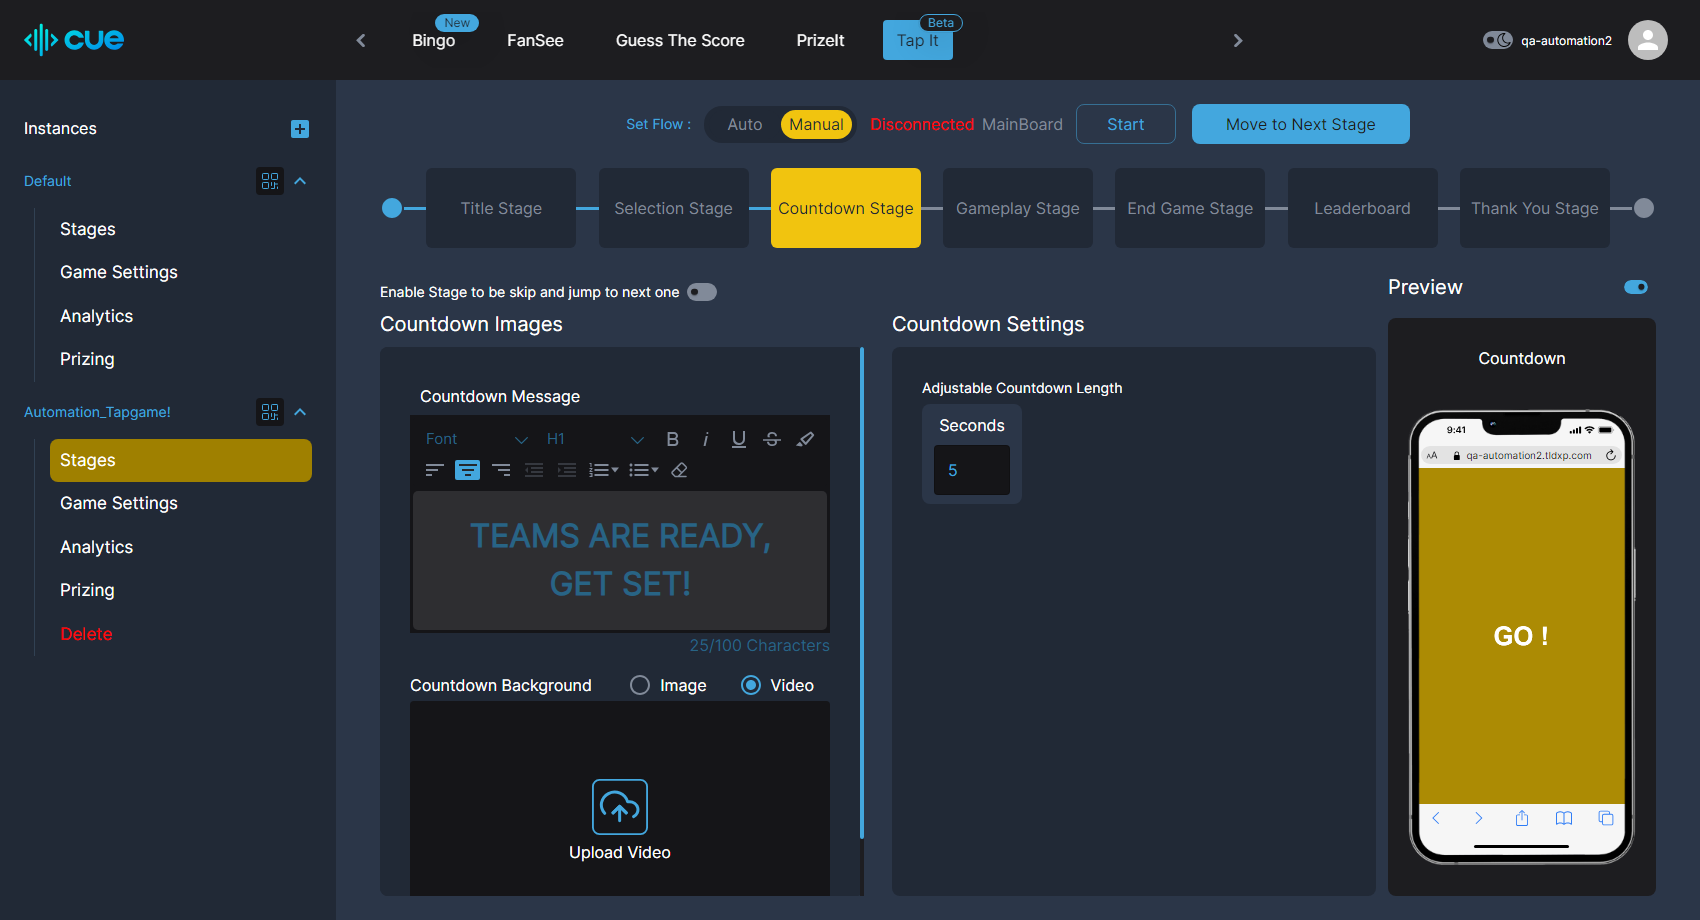 cue
New
Bingo
FanSee
Guess The Score
PrizeIt
Beta
Tap It
qa-automation2
Instances
Default
Stages
Game Settings
Analytics
Prizing
Automation_Tapgame!
Stages
Game Settings
Analytics
Prizing
Delete
Set Flow :
Auto
Manual
Disconnected MainBoard
Start
Move to Next Stage
Title Stage
Selection Stage
Countdown Stage
Gameplay Stage
End Game Stage
Leaderboard
Thank You Stage
Enable Stage to be skip and jump to next one
Countdown Images
Countdown Message
Font
H1
B
i
U
S
TEAMS ARE READY,
GET SET!
25/100 Characters
Countdown Background
Image
Video
Upload Video
Countdown Settings
Adjustable Countdown Length
Seconds
5
Preview
Countdown
9:41
AA
qa-automation2.tldxp.com
GO !